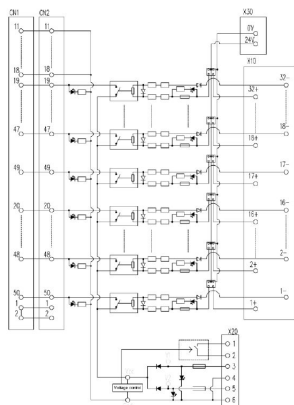 CN1 CN2 X30
11 11 0V
24V
X10
18 18
19 19 32+ 32-
47 47 18+ 18-
49 49 17+ 17-
20 20 16+ 16-
48 48 2+ 2-
50 50 1+ 1-
1 1
2 2
X20
1
2
3
4
5
6
Voltage control